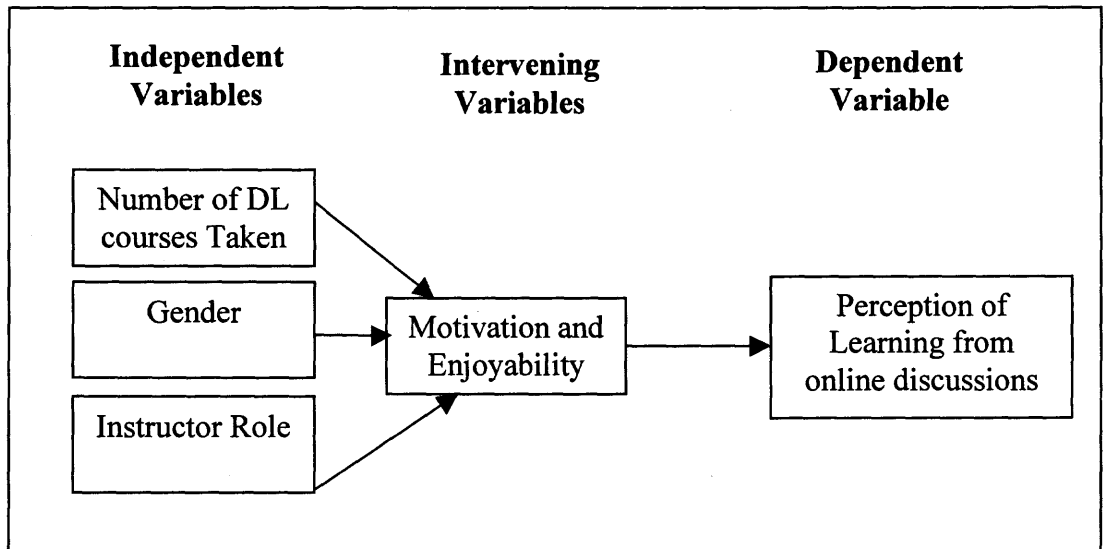 Independent
Variables
Intervening
Variables
Dependent
Variable
Number of DL
courses Taken
Gender
Instructor Role
Motivation and
Enjoyability
Perception of
Learning from
online discussions